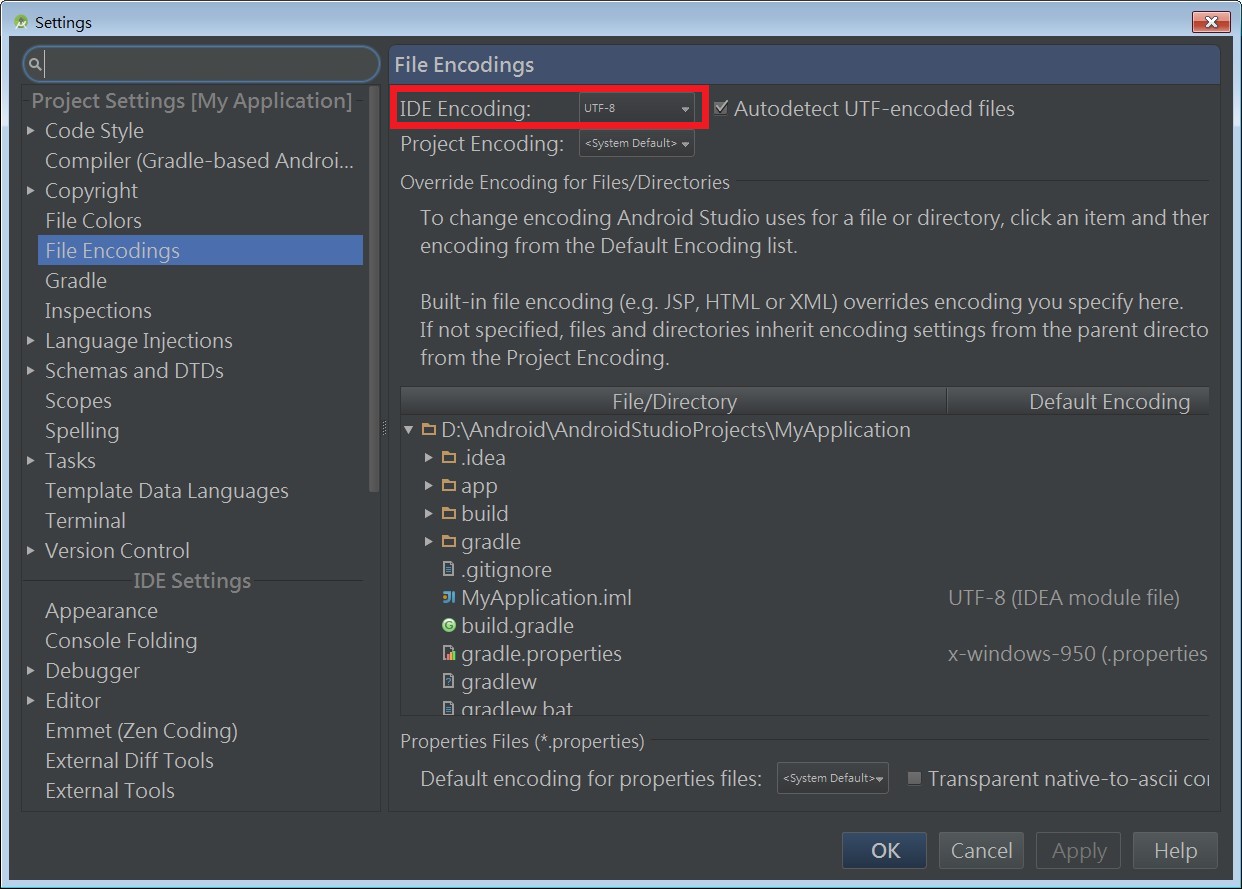 Settings
Project Settings [My Application]
Code Style
Compiler (Gradle-based Androi...
Copyright
File Colors
File Encodings
Gradle
Inspections
Language Injections
Schemas and DTDs
Scopes
Spelling
Tasks
Template Data Languages
Terminal
Version Control
IDE Settings
Appearance
Console Folding
Debugger
Editor
Emmet (Zen Coding)
External Diff Tools
External Tools
File Encodings
IDE Encoding: UTF-8 Autodetect UTF-encoded files
Project Encoding: <System Default>
Override Encoding for Files/Directories
To change encoding Android Studio uses for a file or directory, click an item and ther
encoding from the Default Encoding list.
Built-in file encoding (e.g. JSP, HTML or XML) overrides encoding you specify here.
If not specified, files and directories inherit encoding settings from the parent directo
from the Project Encoding.
File/Directory Default Encoding
D:\Android\AndroidStudioProjects\MyApplication
.idea
app
build
gradle
.gitignore
MyApplication.iml UTF-8 (IDEA module file)
build.gradle
gradle.properties x-windows-950 (.properties
gradlew
gradlew.bat
Properties Files (*.properties)
Default encoding for properties files: <System Default> Transparent native-to-ascii cor
OK Cancel Apply Help